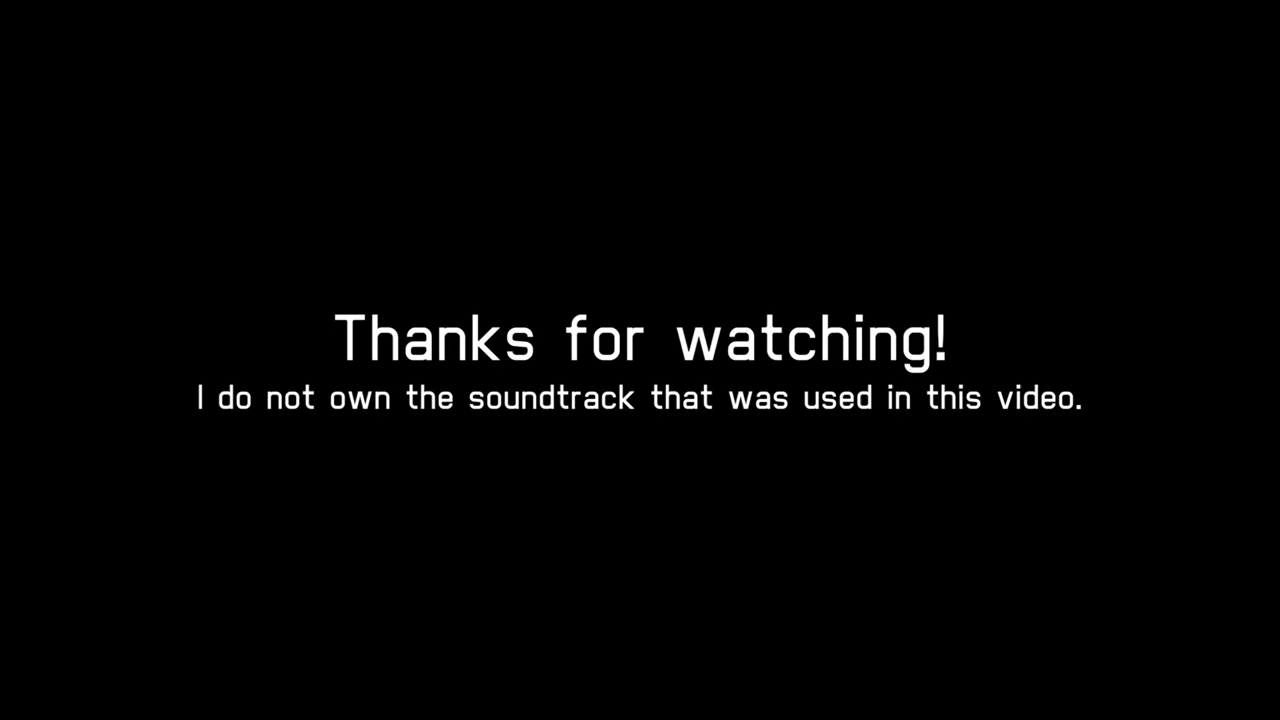 Thanks for watching!
I do not own the soundtrack that was used in this video.